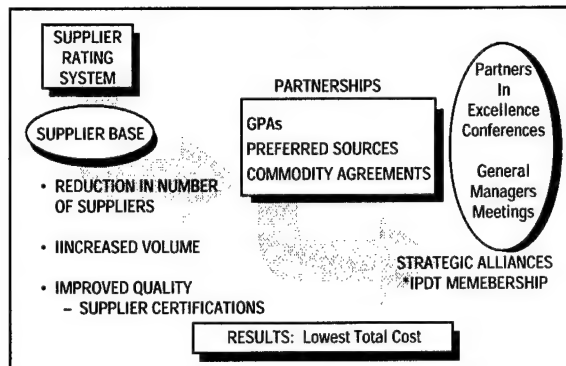 SUPPLIER
RATING
SYSTEM
SUPPLIER BASE
• REDUCTION IN NUMBER
OF SUPPLIERS
• IINCREASED VOLUME
• IMPROVED QUALITY
– SUPPLIER CERTIFICATIONS
PARTNERSHIPS
GPAs
PREFERRED SOURCES
COMMODITY AGREEMENTS
Partners
In
Excellence
Conferences
General
Managers
Meetings
STRATEGIC ALLIANCES
*IPDT MEMEBERSHIP
RESULTS: Lowest Total Cost